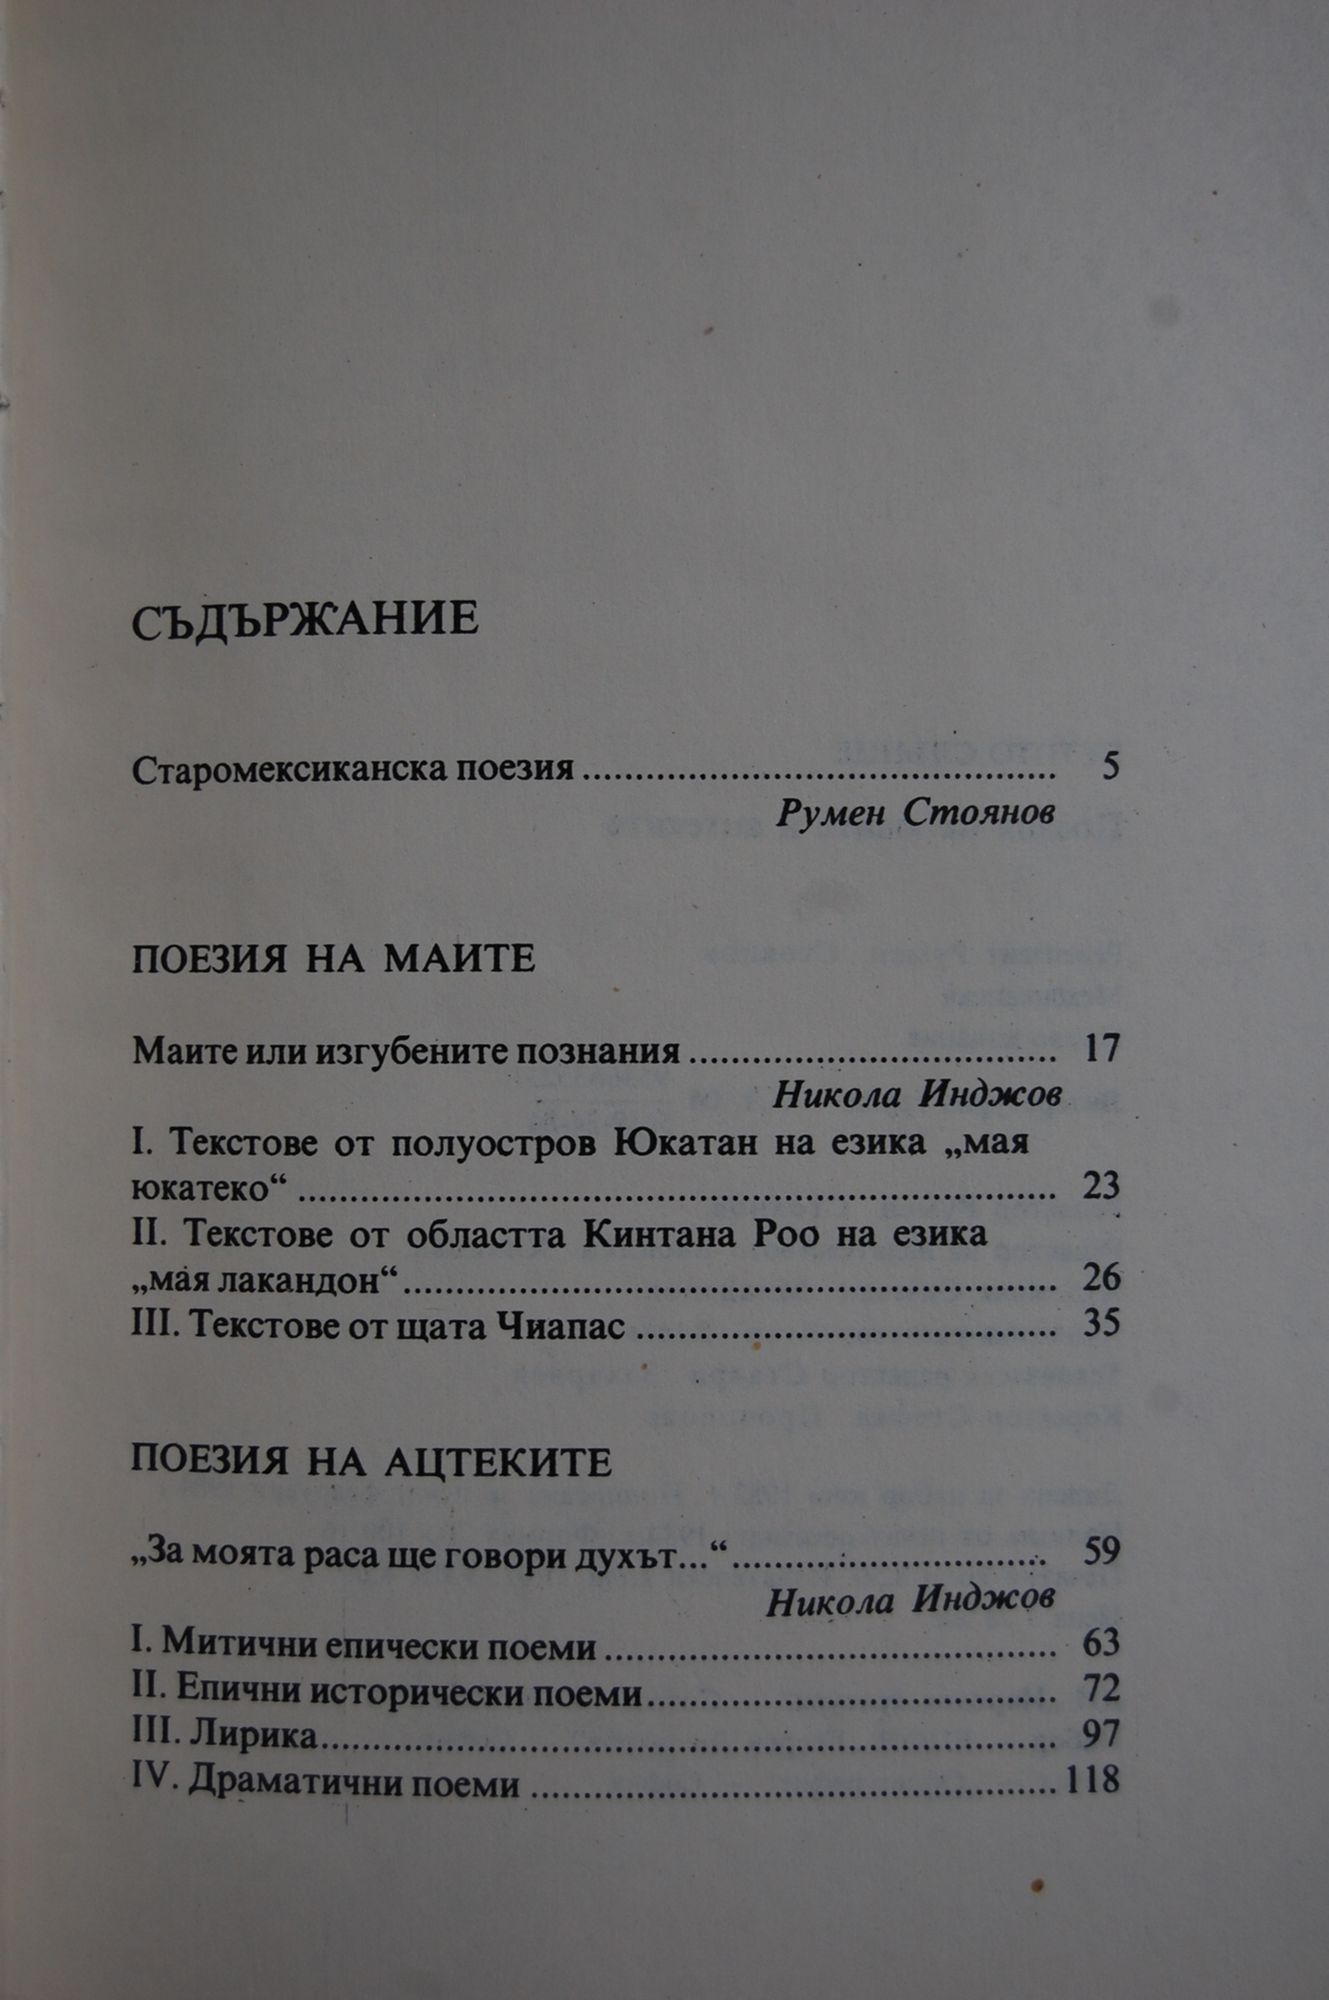 СЪДЪРЖАНИЕ
Старомексиканска поезия ........................................ 5
Румен Стоянов
ПОЕЗИЯ НА МАИТЕ
Маите или изгубените познания ................................ 17
Никола Инджов
I. Текстове от полуостров Юкатан на езика „мая
юкатеко“ ................................................................ 23
II. Текстове от областта Кинтана Роо на езика
„мая лакандон“ ....................................................... 26
III. Текстове от щата Чиапас .................................... 35
ПОЕЗИЯ НА АЦТЕКИТЕ
„За моята раса ще говори духът...“ ........................... 59
Никола Инджов
I. Митични епически поеми ...................................... 63
II. Епични исторически поеми ................................... 72
III. Лирика .............................................................. 97
IV. Драматични поеми ............................................. 118